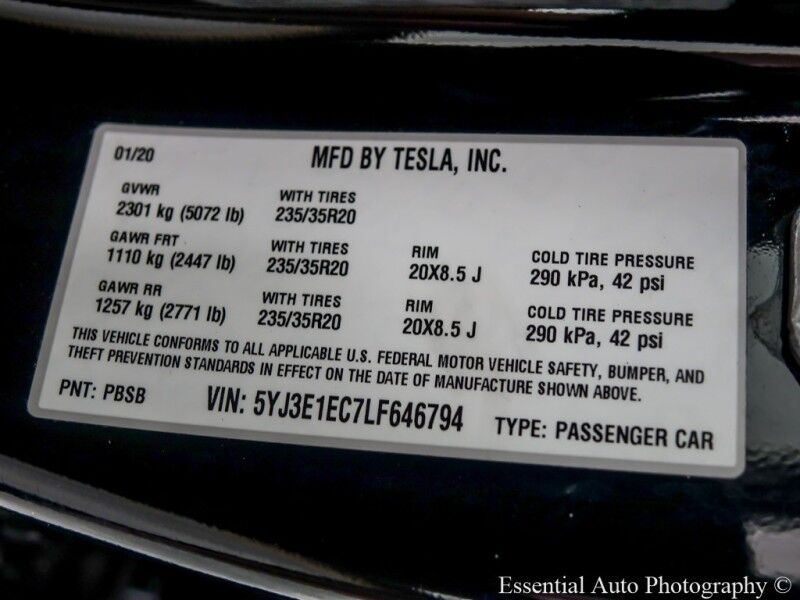 01/20 MFD BY TESLA, INC.
GVWR WITH TIRES
2301 kg (5072 lb) 235/35R20
GAWR FRT WITH TIRES RIM COLD TIRE PRESSURE
1110 kg (2447 lb) 235/35R20 20X8.5 J 290 kPa, 42 psi
GAWR RR WITH TIRES RIM COLD TIRE PRESSURE
1257 kg (2771 lb) 235/35R20 20X8.5 J 290 kPa, 42 psi
THIS VEHICLE CONFORMS TO ALL APPLICABLE U.S. FEDERAL MOTOR VEHICLE SAFETY, BUMPER, AND
THEFT PREVENTION STANDARDS IN EFFECT ON THE DATE OF MANUFACTURE SHOWN ABOVE.
PNT: PBSB VIN: 5YJ3E1EC7LF646794 TYPE: PASSENGER CAR
Essential Auto Photography ©